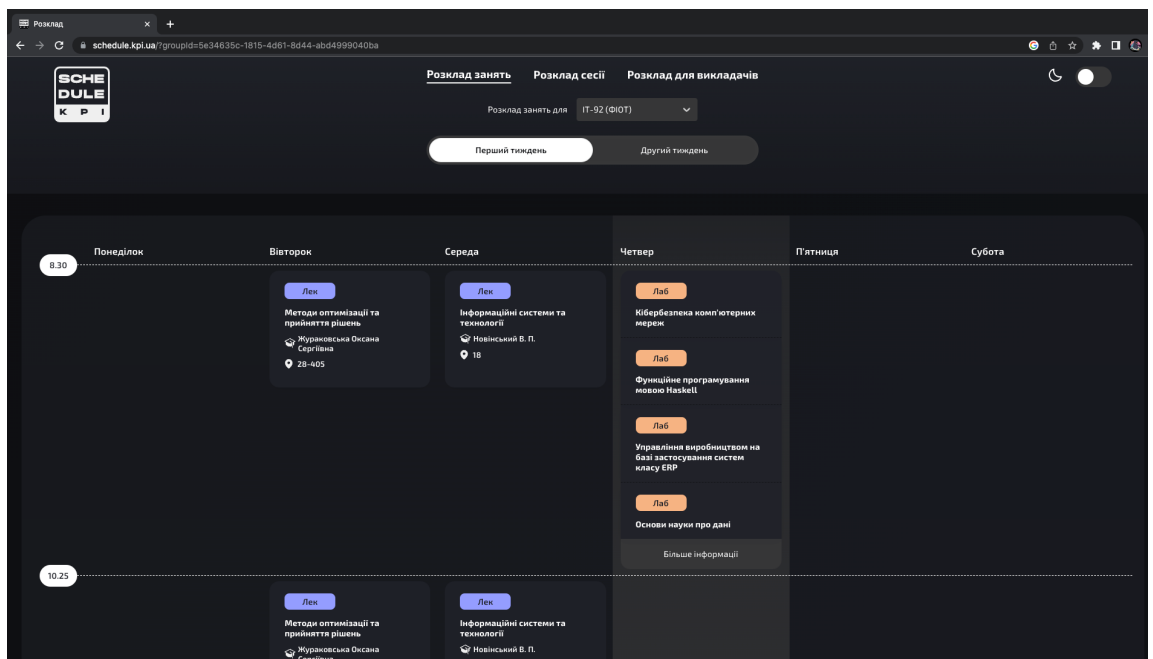 Розклад
schedule.kpi.ua/?groupId=5e34635c-1815-4d61-8d44-abd4999040ba
SCHE
DULE
KPI
Розклад занять
Розклад сесії
Розклад для викладачів
Розклад занять для
ІТ-92 (ФІОТ)
Перший тиждень
Другий тиждень
Понеділок
Вівторок
Середа
Четвер
П'ятниця
Субота
8.30
Лек
Методи оптимізації та
прийняття рішень
Жураковська Оксана
Сергіївна
28-405
Лек
Інформаційні системи та
технології
Новінський В. П.
18
Лаб
Кібербезпека комп'ютерних
мереж
Лаб
Функційне програмування
мовою Haskell
Лаб
Управління виробництвом на
базі застосування систем
класу ERP
Лаб
Основи науки про дані
Більше інформації
10.25
Лек
Методи оптимізації та
прийняття рішень
Жураковська Оксана
Лек
Інформаційні системи та
технології
Новінський В. П.